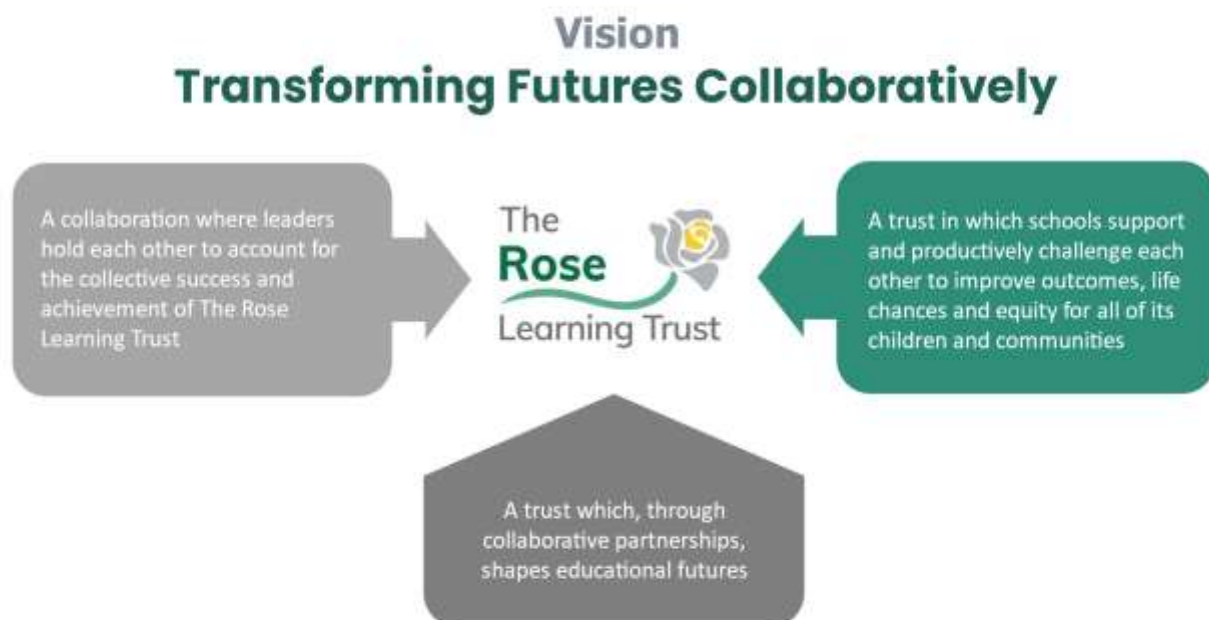 Vision
Transforming Futures Collaboratively
A collaboration where leaders
hold each other to account for
the collective success and
achievement of The Rose
Learning Trust
The
Rose
Learning Trust
A trust in which schools support
and productively challenge each
other to improve outcomes, life
chances and equity for all of its
children and communities
A trust which, through
collaborative partnerships,
shapes educational futures